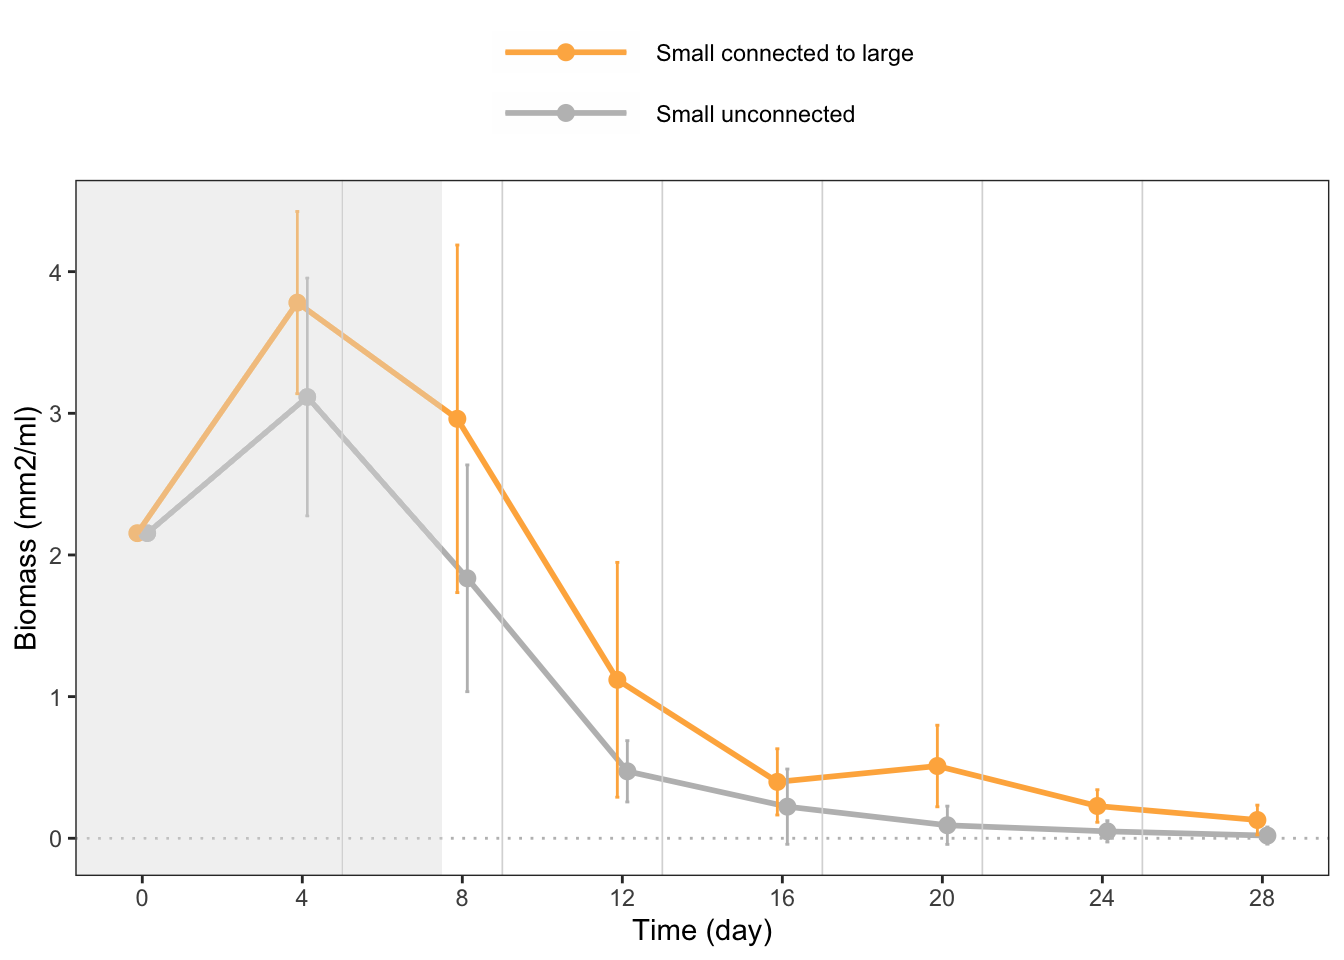 Small connected to large
Small unconnected
Biomass (mm2/ml)
4
3
2
1
0
0 4 8 12 16 20 24 28
Time (day)